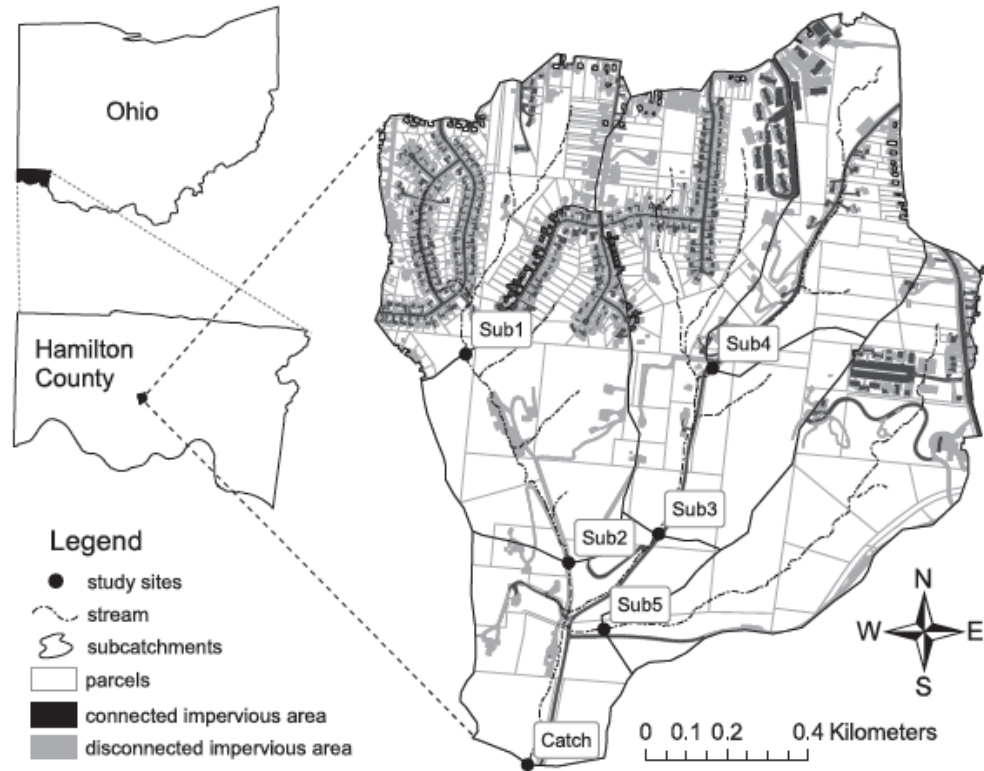 Ohio
Hamilton
County
Sub1
Sub4
Sub3
Sub2
Sub5
Catch
Legend
study sites
stream
subcatchments
parcels
connected impervious area
disconnected impervious area
N
W E
S
0 0.1 0.2 0.4 Kilometers